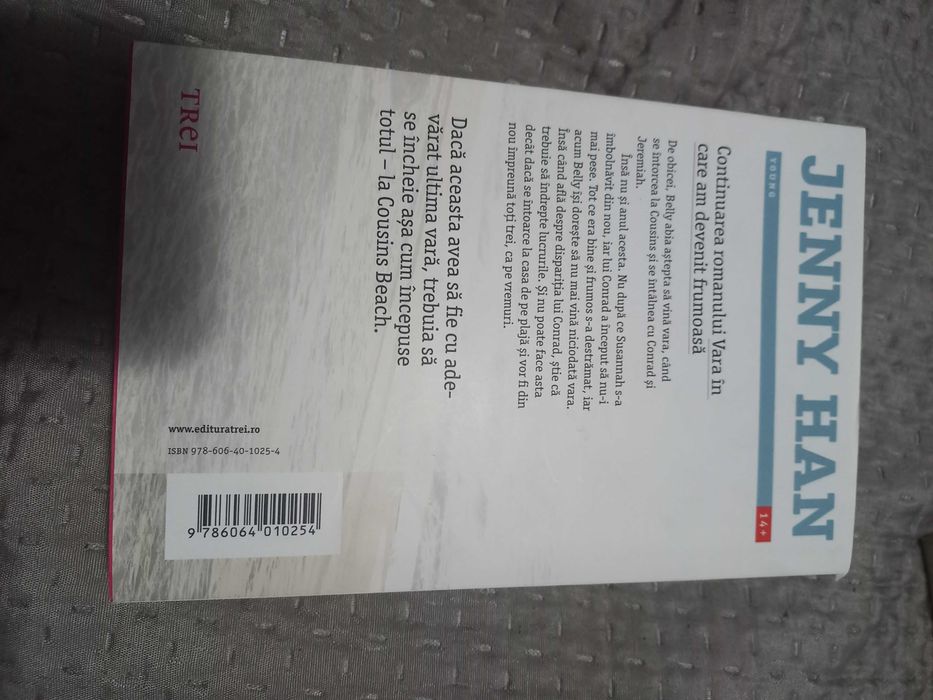 JENNY HAN
YOUNG
14+
Continuarea romanului Vara în
care am devenit frumoasă
De obicei, Belly abia aștepta să vină vara, când
se întorcea la Cousins și se întâlnea cu Conrad și
Jeremiah.
Însă nu și anul acesta. Nu după ce Susannah s-a
îmbolnăvit din nou, iar lui Conrad a început să nu-i
mai pese. Tot ce era bine și frumos s-a destrămat, iar
acum Belly își dorește să nu mai vină niciodată vara.
Însă când află despre dispariția lui Conrad, știe că
trebuie să îndrepte lucrurile. Și nu poate face asta
decât dacă se întoarce la casa de pe plajă și vor fi din
nou împreună toți trei, ca pe vremuri.
Dacă aceasta avea să fie cu ade-
vărat ultima vară, trebuia să
se încheie așa cum începuse
totul – la Cousins Beach.
TREI
www.edituratrei.ro
ISBN 978-606-40-1025-4
9 786064 010254